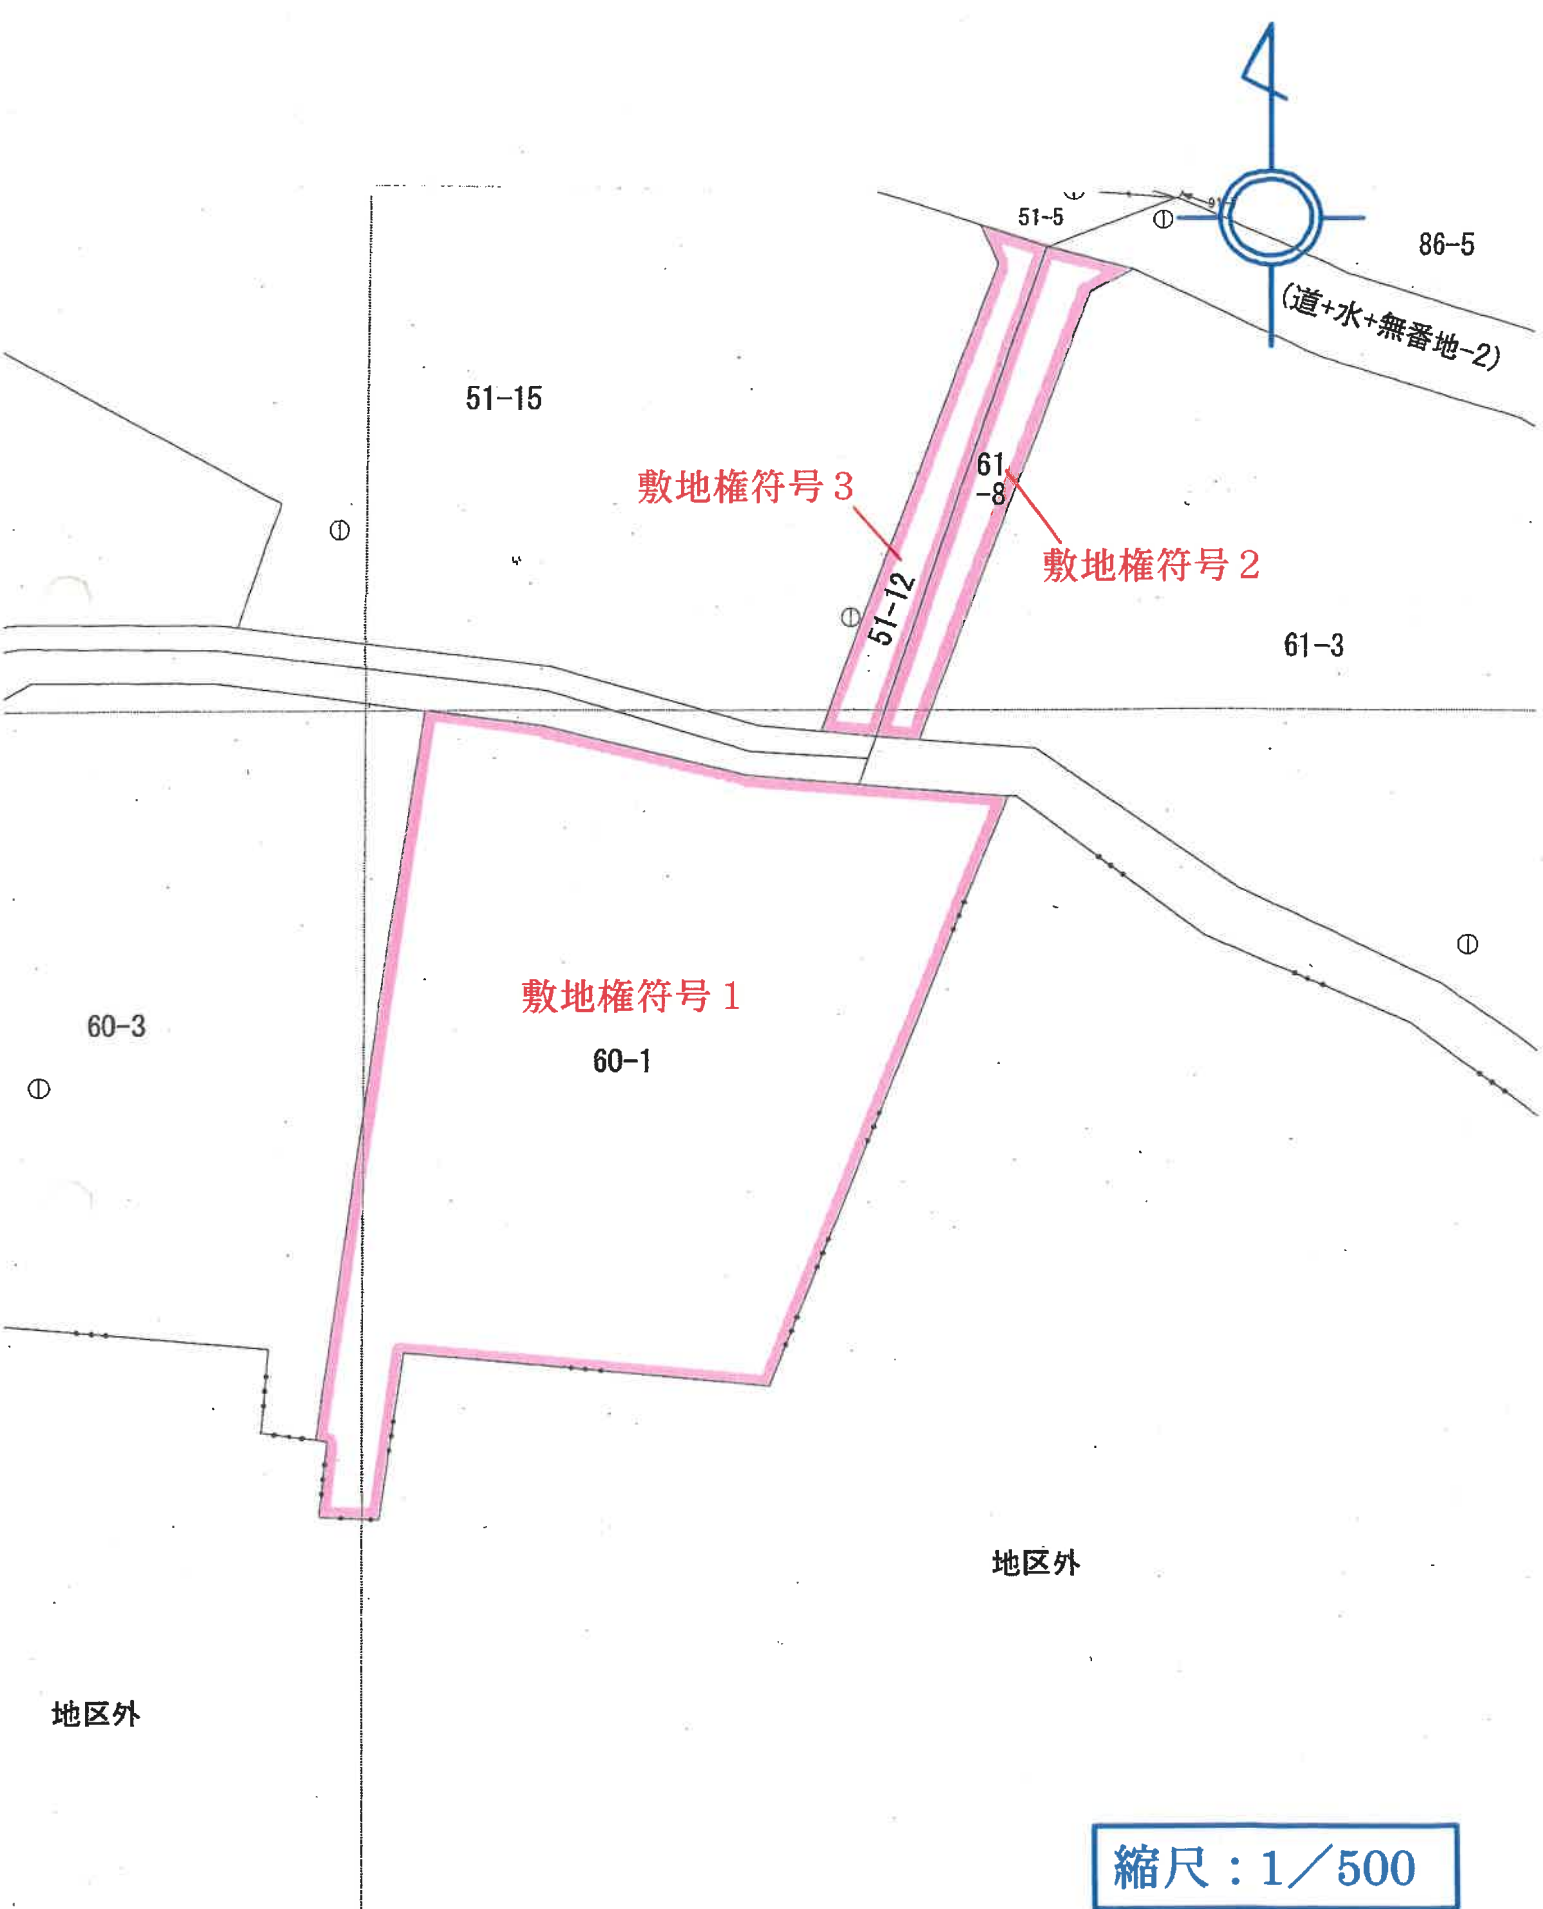 51-5
86-5
(道+水+無番地-2)
51-15
61
-8
敷地権符号３
敷地権符号２
51-12
61-3
敷地権符号１
60-3
60-1
地区外
地区外
縮尺：1／500